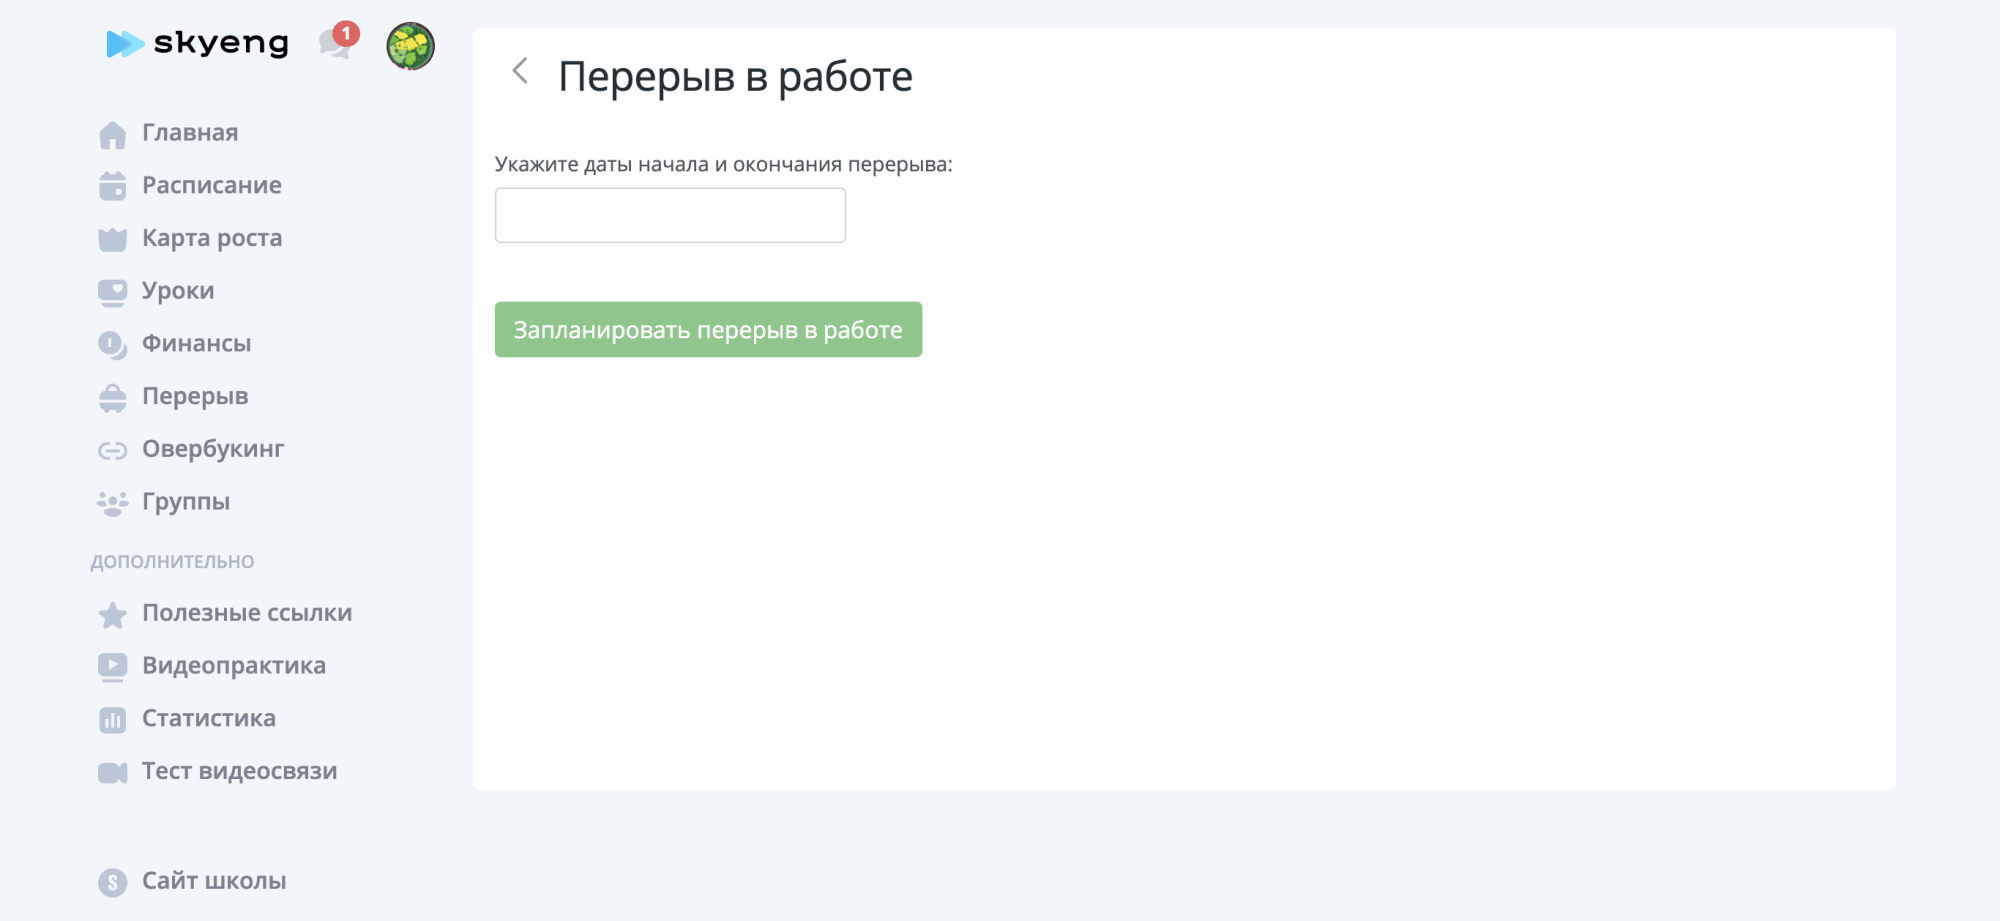 skyeng
1
Главная
Расписание
Карта роста
Уроки
Финансы
Перерыв
Овербукинг
Группы
ДОПОЛНИТЕЛЬНО
Полезные ссылки
Видеопрактика
Статистика
Тест видеосвязи
Сайт школы
Перерыв в работе
Укажите даты начала и окончания перерыва:
Запланировать перерыв в работе